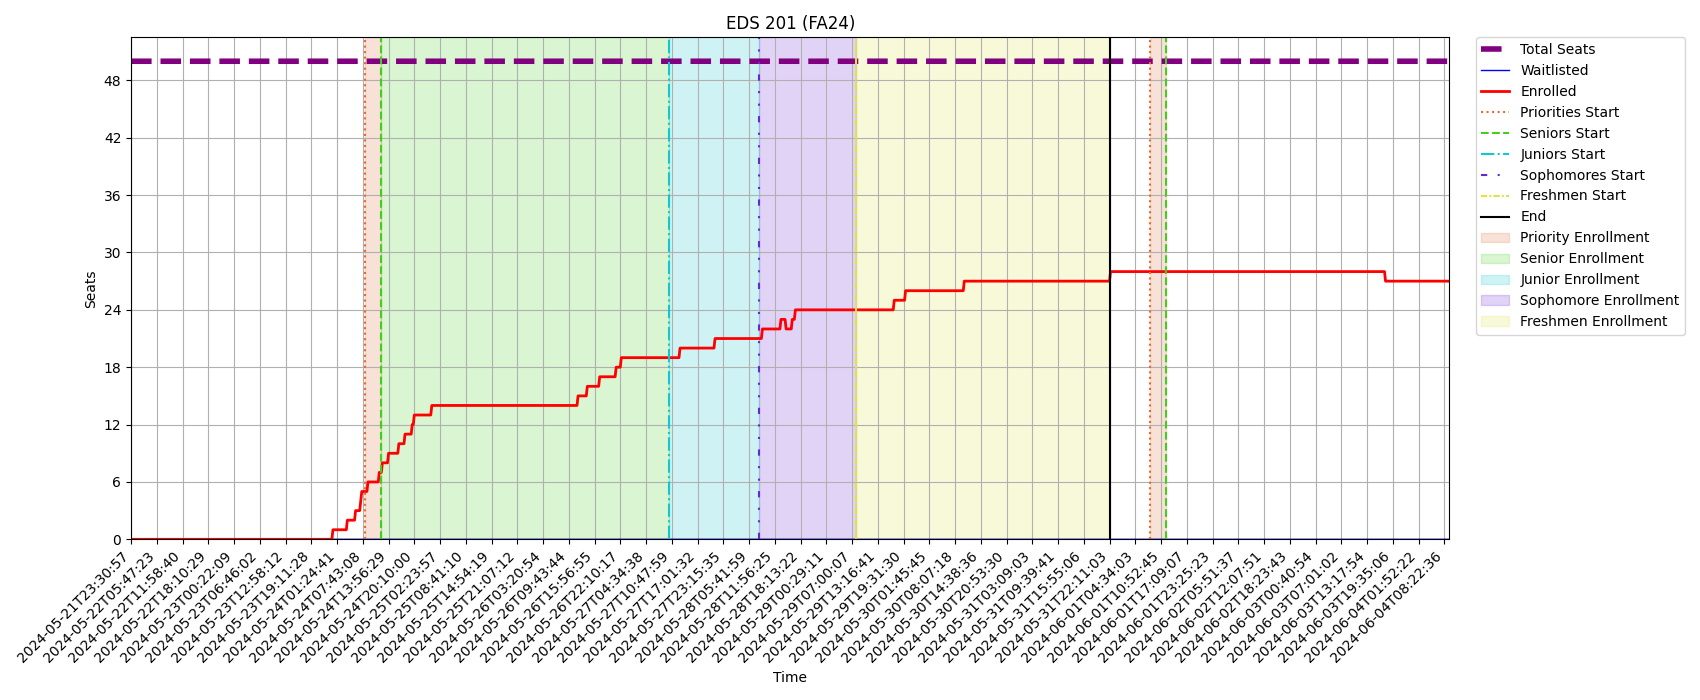 EDS 201 (FA24)
Total Seats
Waitlisted
Enrolled
Priorities Start
Seniors Start
Juniors Start
Sophomores Start
Freshmen Start
End
Priority Enrollment
Senior Enrollment
Junior Enrollment
Sophomore Enrollment
Freshmen Enrollment
Seats
48
42
36
30
24
18
12
6
0
2024-05-21T23:30:57
2024-05-22T05:47:23
2024-05-22T11:58:40
2024-05-22T18:10:29
2024-05-23T00:22:09
2024-05-23T06:46:02
2024-05-23T12:58:12
2024-05-23T19:11:28
2024-05-24T01:24:41
2024-05-24T07:43:08
2024-05-24T13:56:29
2024-05-24T20:10:00
2024-05-25T02:23:57
2024-05-25T08:41:10
2024-05-25T14:54:19
2024-05-25T21:07:12
2024-05-26T03:20:54
2024-05-26T09:43:44
2024-05-26T15:56:55
2024-05-26T22:10:17
2024-05-27T04:34:38
2024-05-27T10:47:59
2024-05-27T17:01:32
2024-05-27T23:15:35
2024-05-28T05:41:59
2024-05-28T11:56:25
2024-05-28T18:13:22
2024-05-29T00:29:11
2024-05-29T07:00:07
2024-05-29T13:16:41
2024-05-29T19:31:30
2024-05-30T01:45:45
2024-05-30T08:07:18
2024-05-30T14:38:36
2024-05-30T20:53:30
2024-05-31T03:09:03
2024-05-31T09:39:41
2024-05-31T15:55:06
2024-05-31T22:11:03
2024-06-01T04:34:03
2024-06-01T10:52:45
2024-06-01T17:09:07
2024-06-01T23:25:23
2024-06-02T05:51:37
2024-06-02T12:07:51
2024-06-02T18:23:43
2024-06-03T00:40:54
2024-06-03T07:01:02
2024-06-03T13:17:54
2024-06-03T19:35:06
2024-06-04T01:52:22
2024-06-04T08:22:36
Time